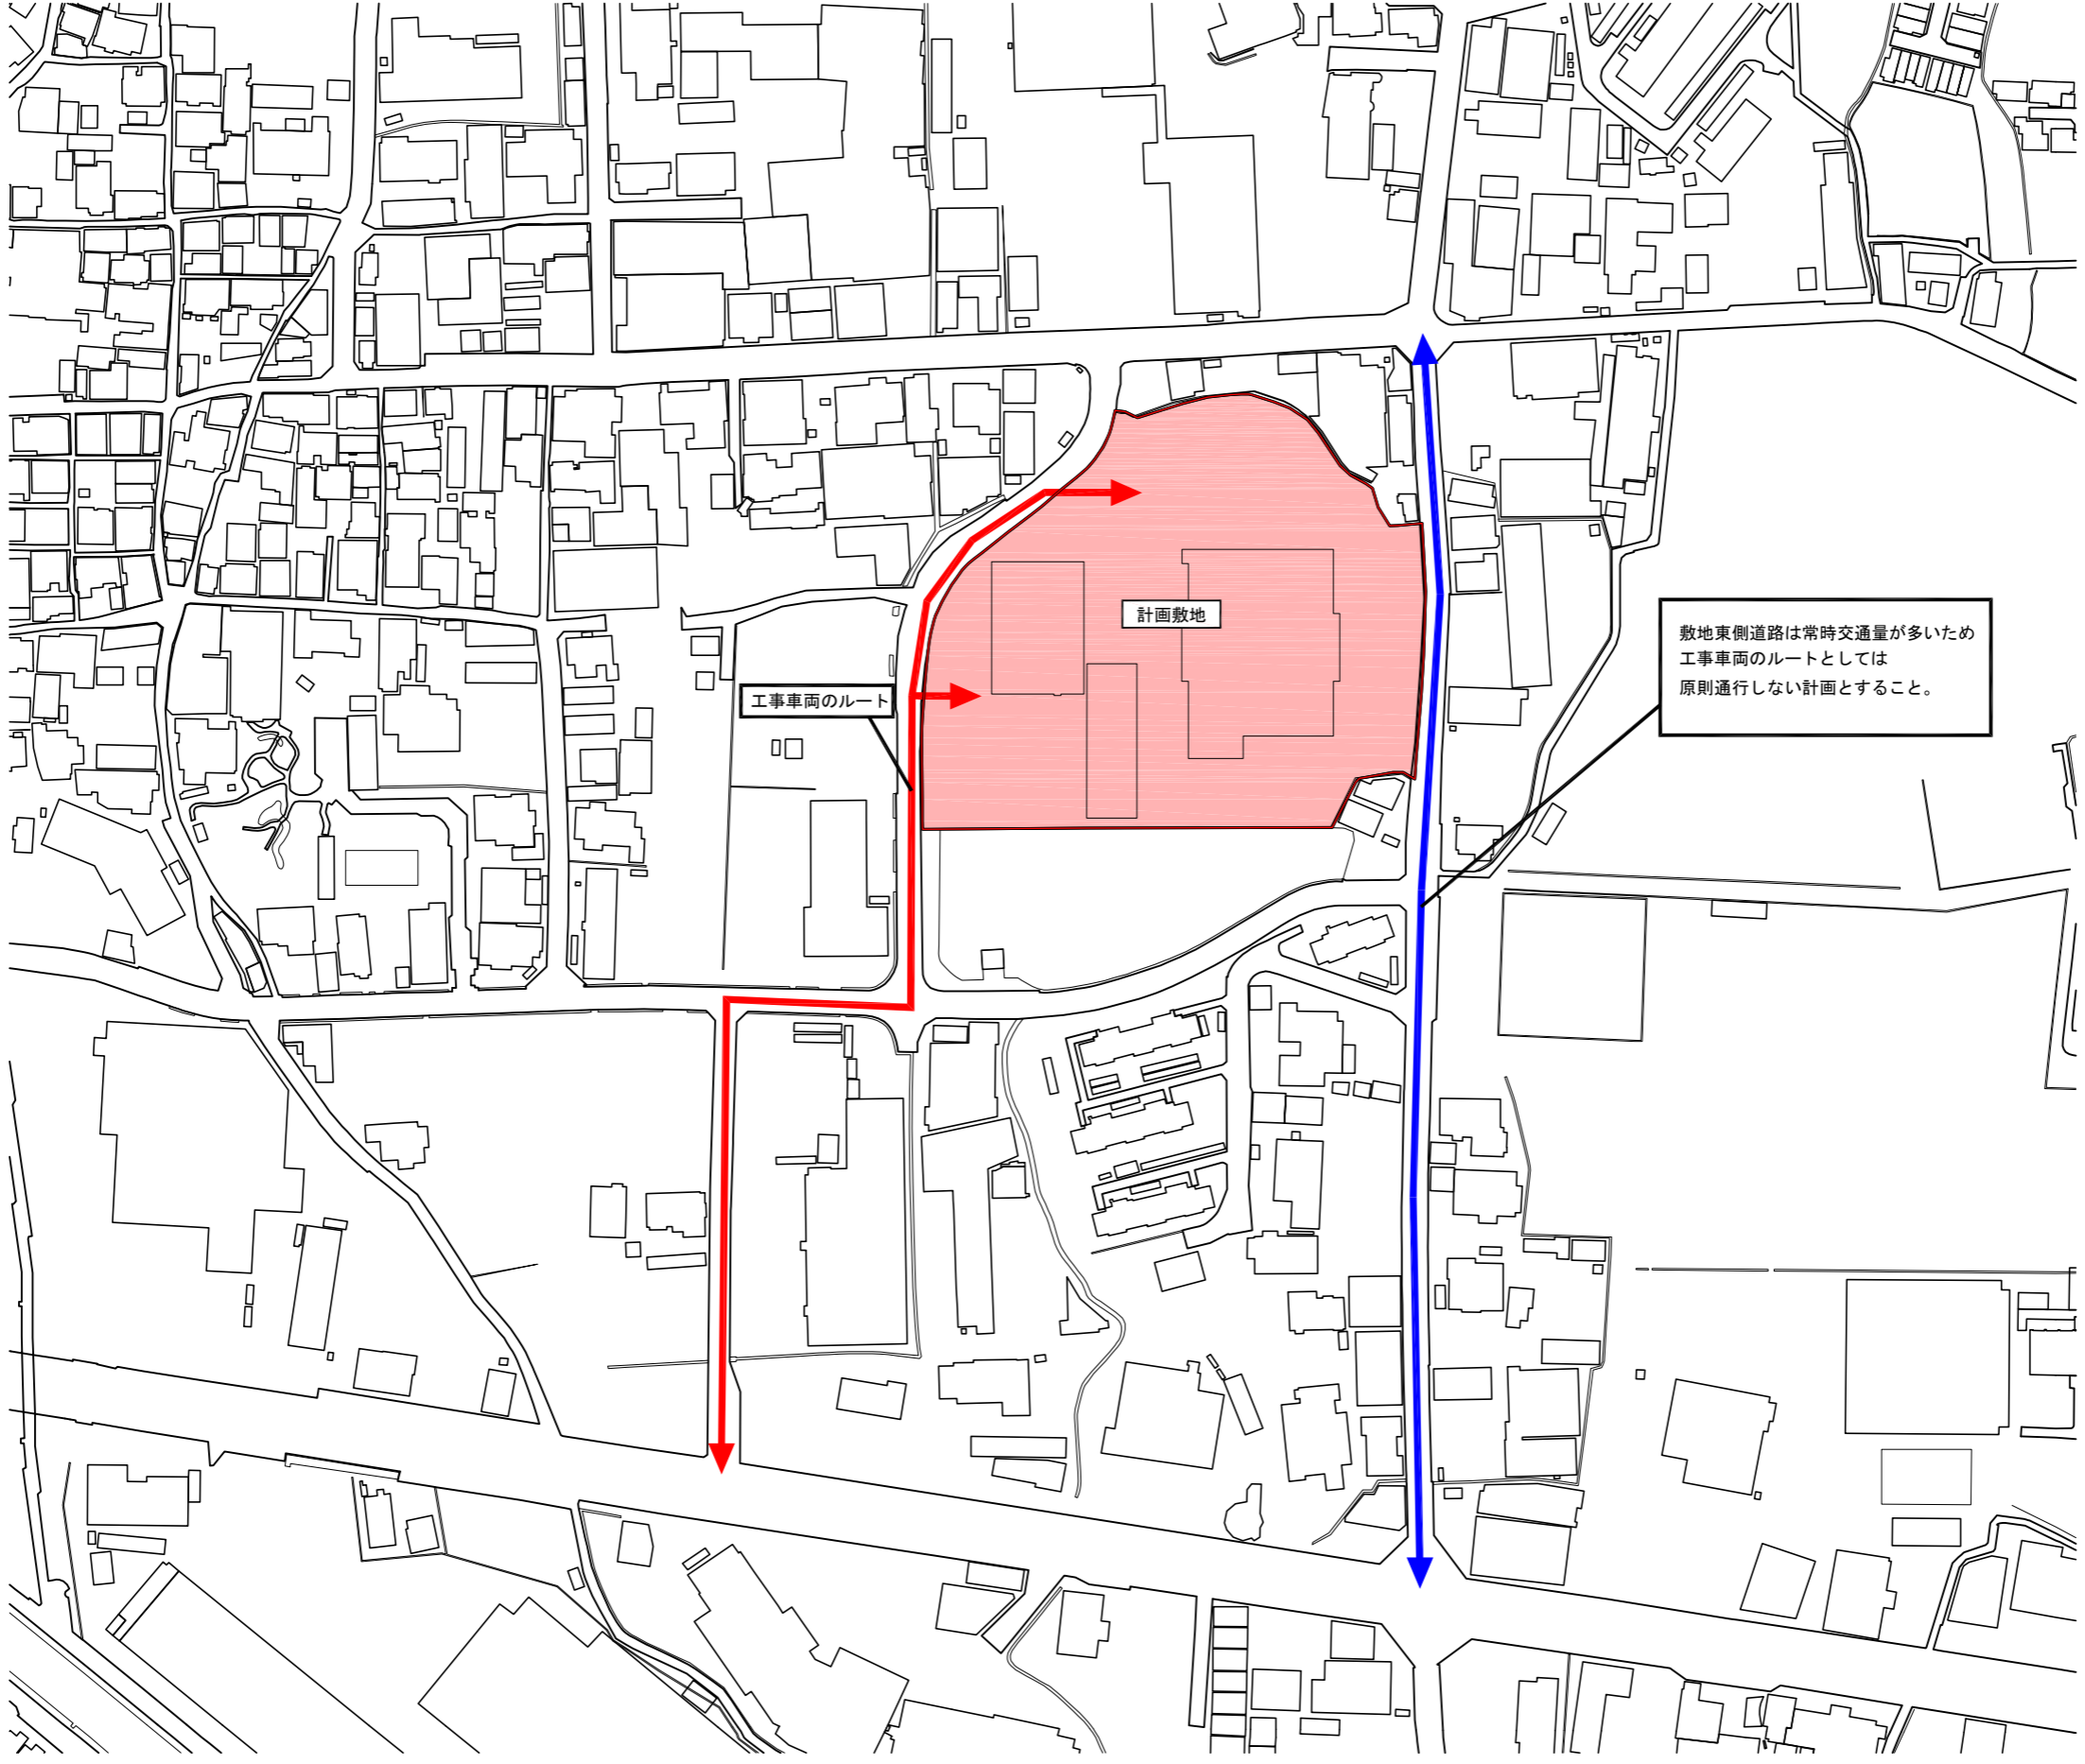 計画敷地
敷地東側道路は常時交通量が多いため
工事車両のルートとしては
原則通行しない計画とすること。
工事車両のルート